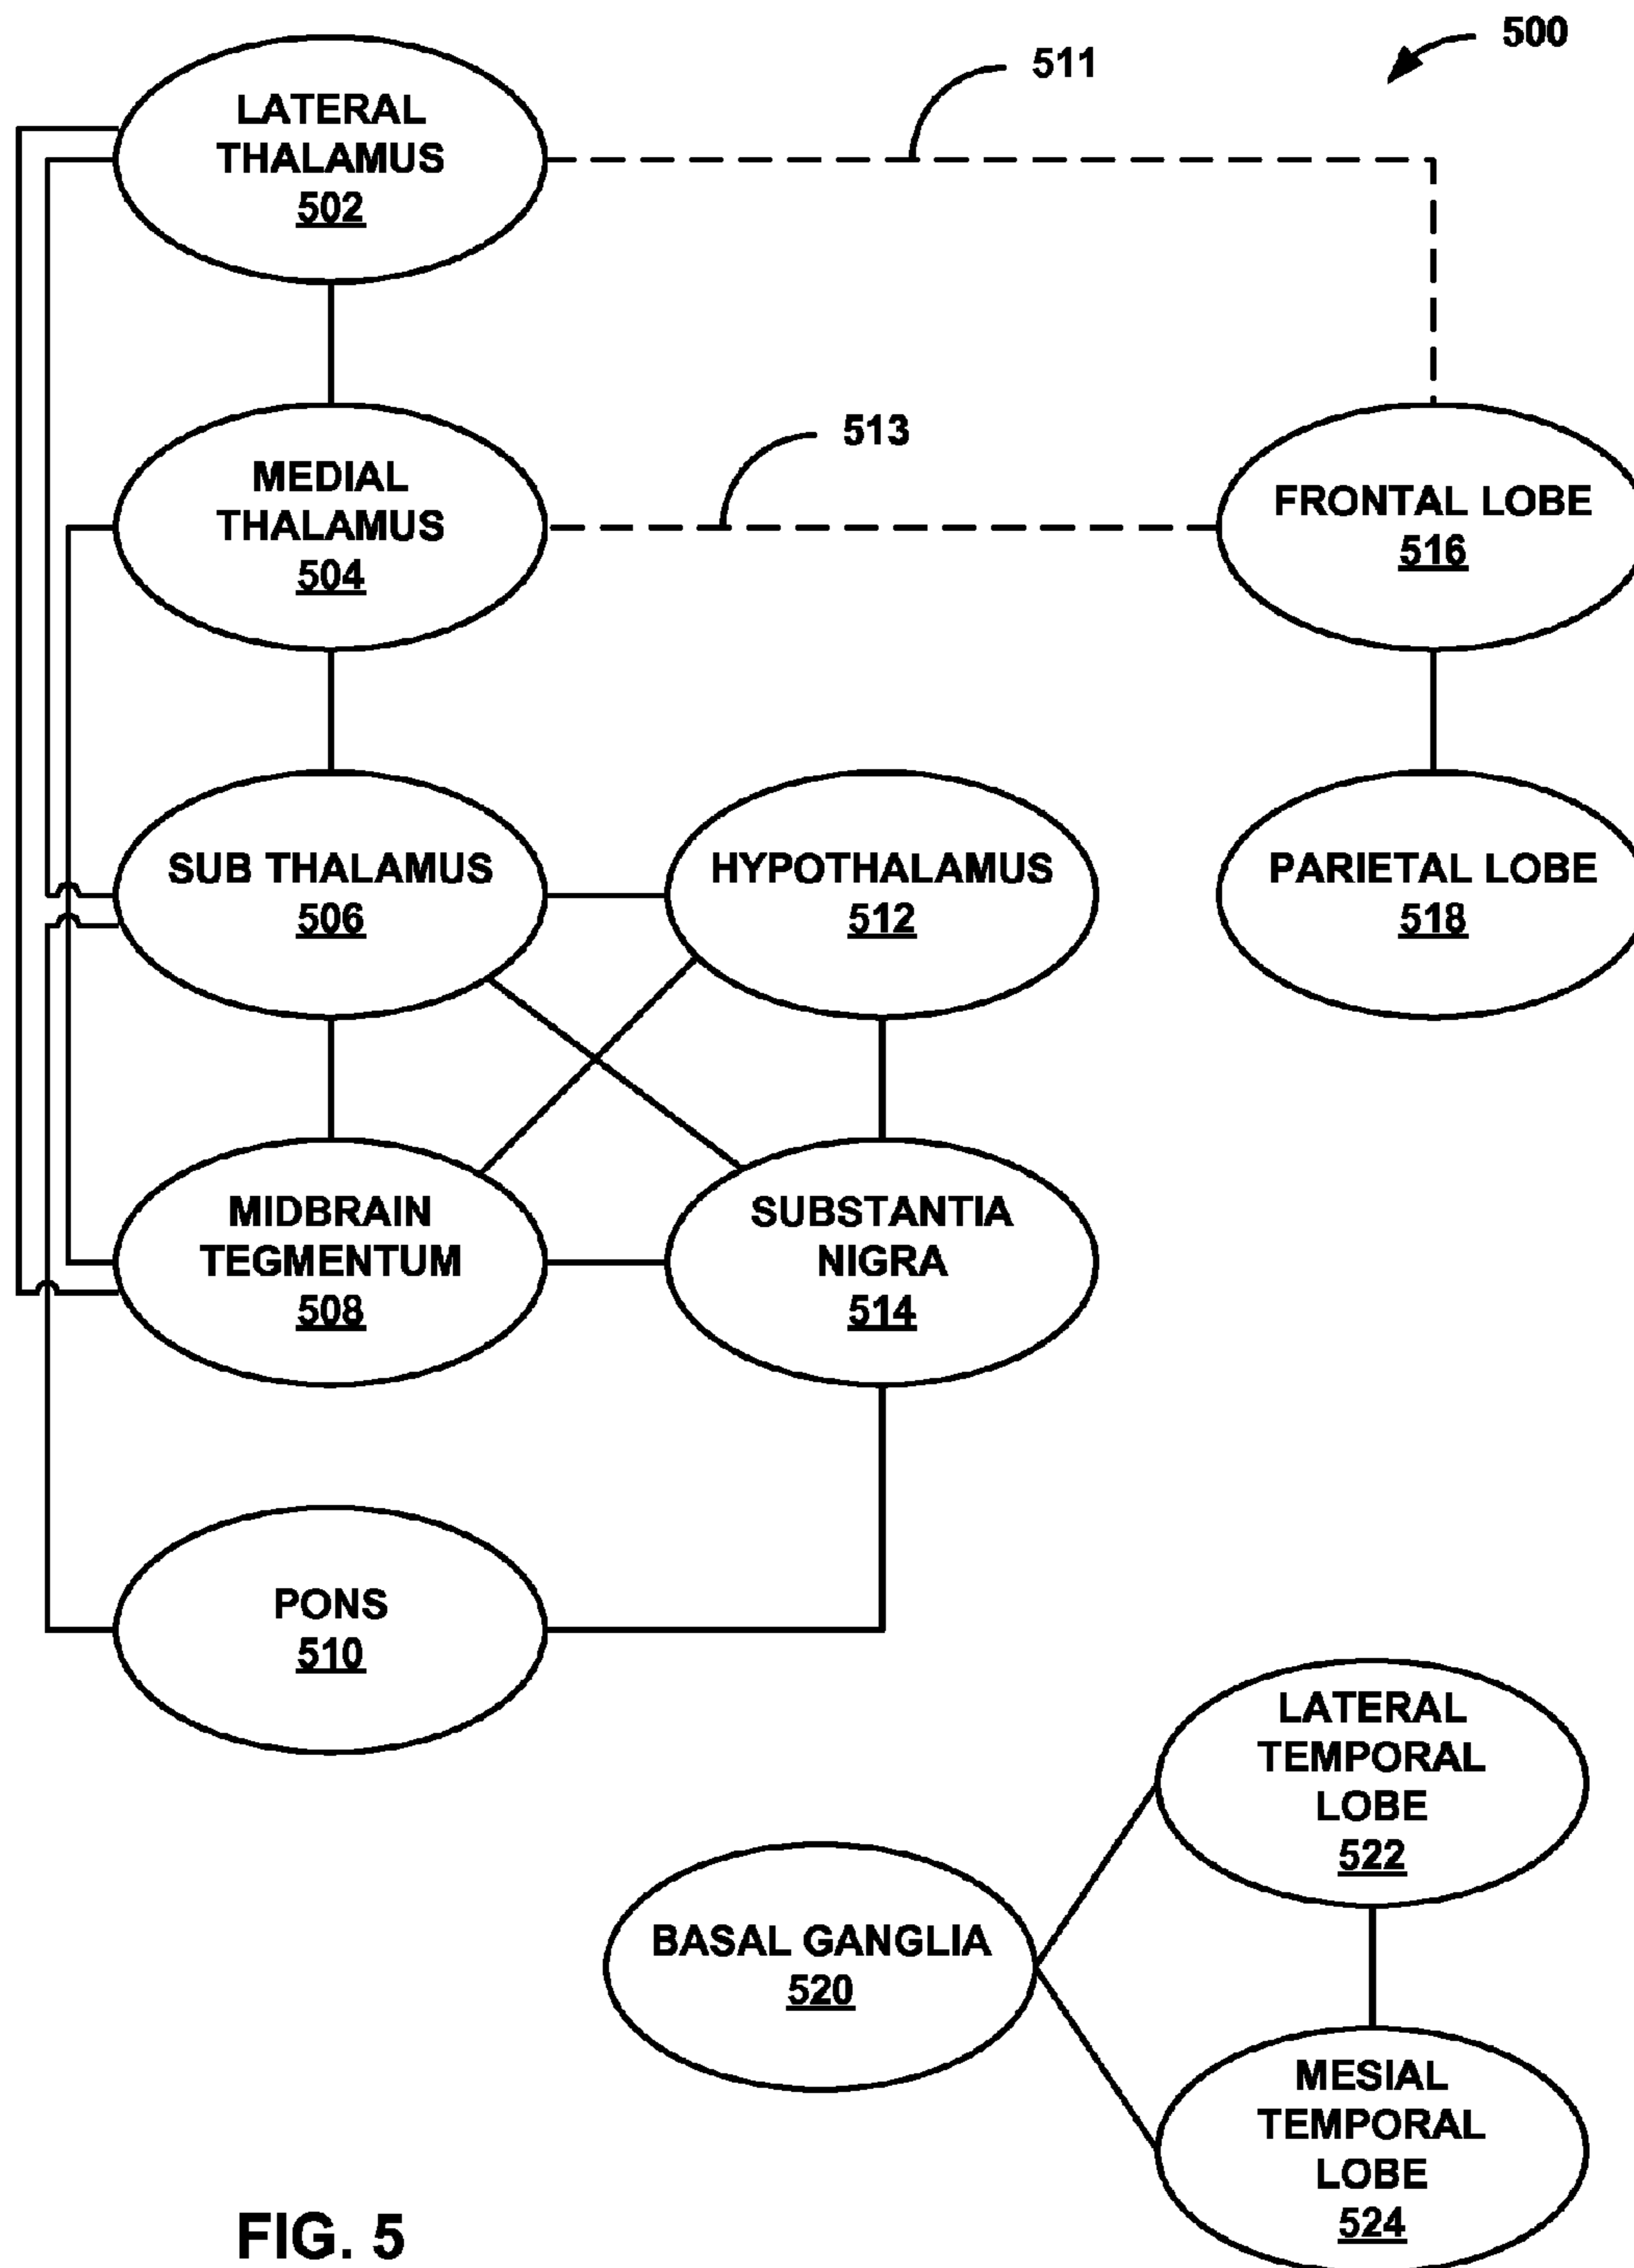 500
511
LATERAL
THALAMUS
502
513
MEDIAL
THALAMUS
504
FRONTAL LOBE
516
SUB THALAMUS
506
HYPOTHALAMUS
512
PARIETAL LOBE
518
MIDBRAIN
TEGMENTUM
508
SUBSTANTIA
NIGRA
514
PONS
510
LATERAL
TEMPORAL
LOBE
522
BASAL GANGLIA
520
MESIAL
TEMPORAL
LOBE
524
FIG. 5